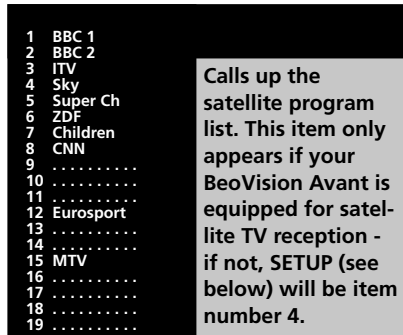 1 BBC 1
2 BBC 2
3 ITV
4 Sky
5 Super Ch
6 ZDF
7 Children
8 CNN
9 . . . . . . . . . .
10 . . . . . . . . . .
11 . . . . . . . . . .
12 Eurosport
13 . . . . . . . . . .
14 . . . . . . . . . .
15 MTV
16 . . . . . . . . . .
17 . . . . . . . . . .
18 . . . . . . . . . .
19 . . . . . . . . . .
Calls up the
satellite program
list. This item only
appears if your
BeoVision Avant is
equipped for satel-
lite TV reception -
if not, SETUP (see
below) will be item
number 4.